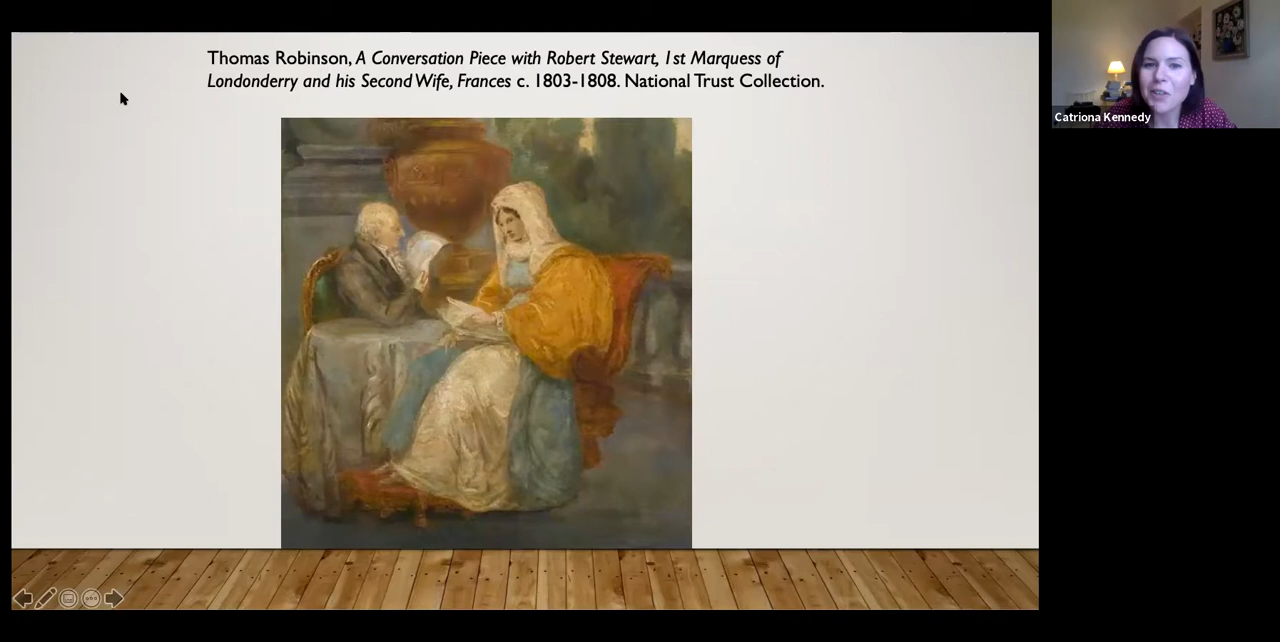 Thomas Robinson, A Conversation Piece with Robert Stewart, 1st Marquess of
Londonderry and his Second Wife, Frances c. 1803-1808. National Trust Collection.
Catriona Kennedy